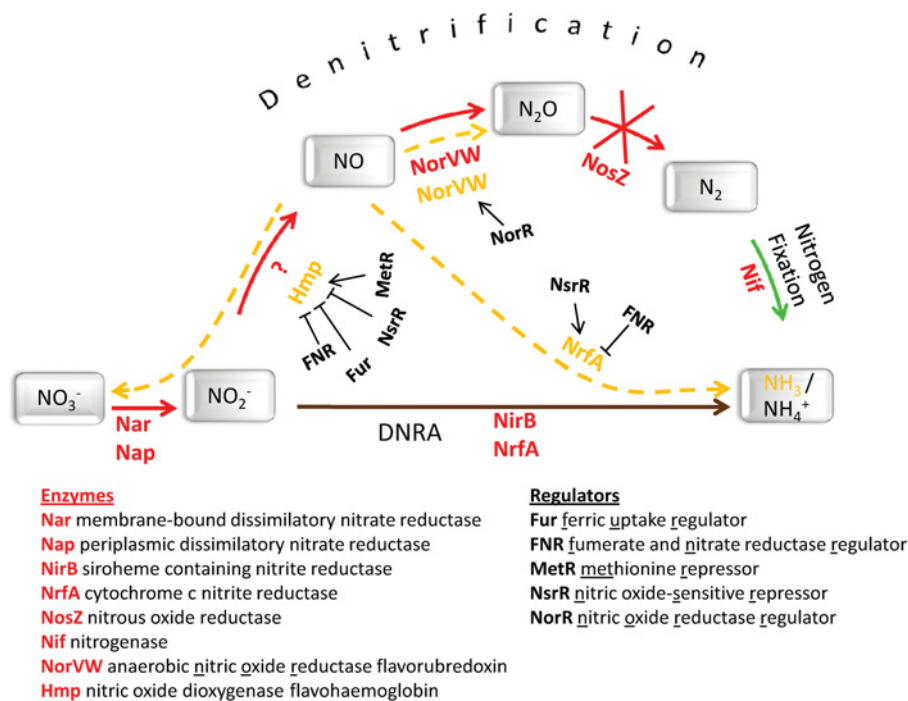 Denitrification
N₂O
NO
NorVW
NorVW
NosZ
N₂
NorR
Nitrogen
Fixation
Nif
?
Hmp
MetR
NsrR
Fur
FNR
NsrR
FNR
NrfA
NO₃⁻
NO₂⁻
NH₃ /
NH₄⁺
Nar
Nap
DNRA
NirB
NrfA
Enzymes
Nar membrane-bound dissimilatory nitrate reductase
Nap periplasmic dissimilatory nitrate reductase
NirB siroheme containing nitrite reductase
NrfA cytochrome c nitrite reductase
NosZ nitrous oxide reductase
Nif nitrogenase
NorVW anaerobic nitric oxide reductase flavorubredoxin
Hmp nitric oxide dioxygenase flavohaemoglobin
Regulators
Fur ferric uptake regulator
FNR fumerate and nitrate reductase regulator
MetR methionine repressor
NsrR nitric oxide-sensitive repressor
NorR nitric oxide reductase regulator